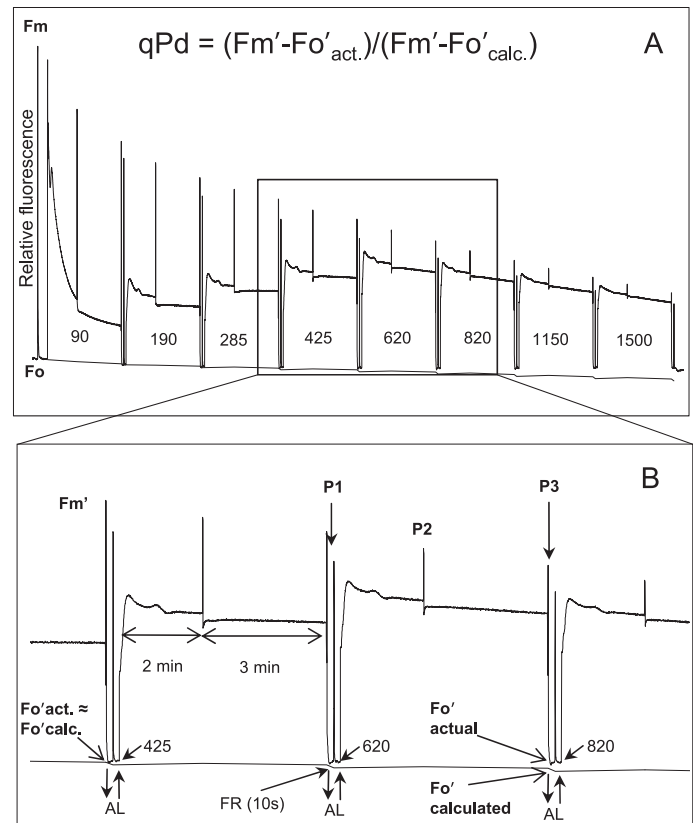 Fm
qPd = (Fm′-Fo′act.)/(Fm′-Fo′calc.)
A
Relative fluorescence
90
190
285
425
620
820
1150
1500
Fo
B
Fm'
P1
P2
P3
2 min
3 min
Fo'act. ≈
Fo'calc.
425
620
Fo'
actual
820
AL
FR (10s)
AL
Fo'
calculated
AL